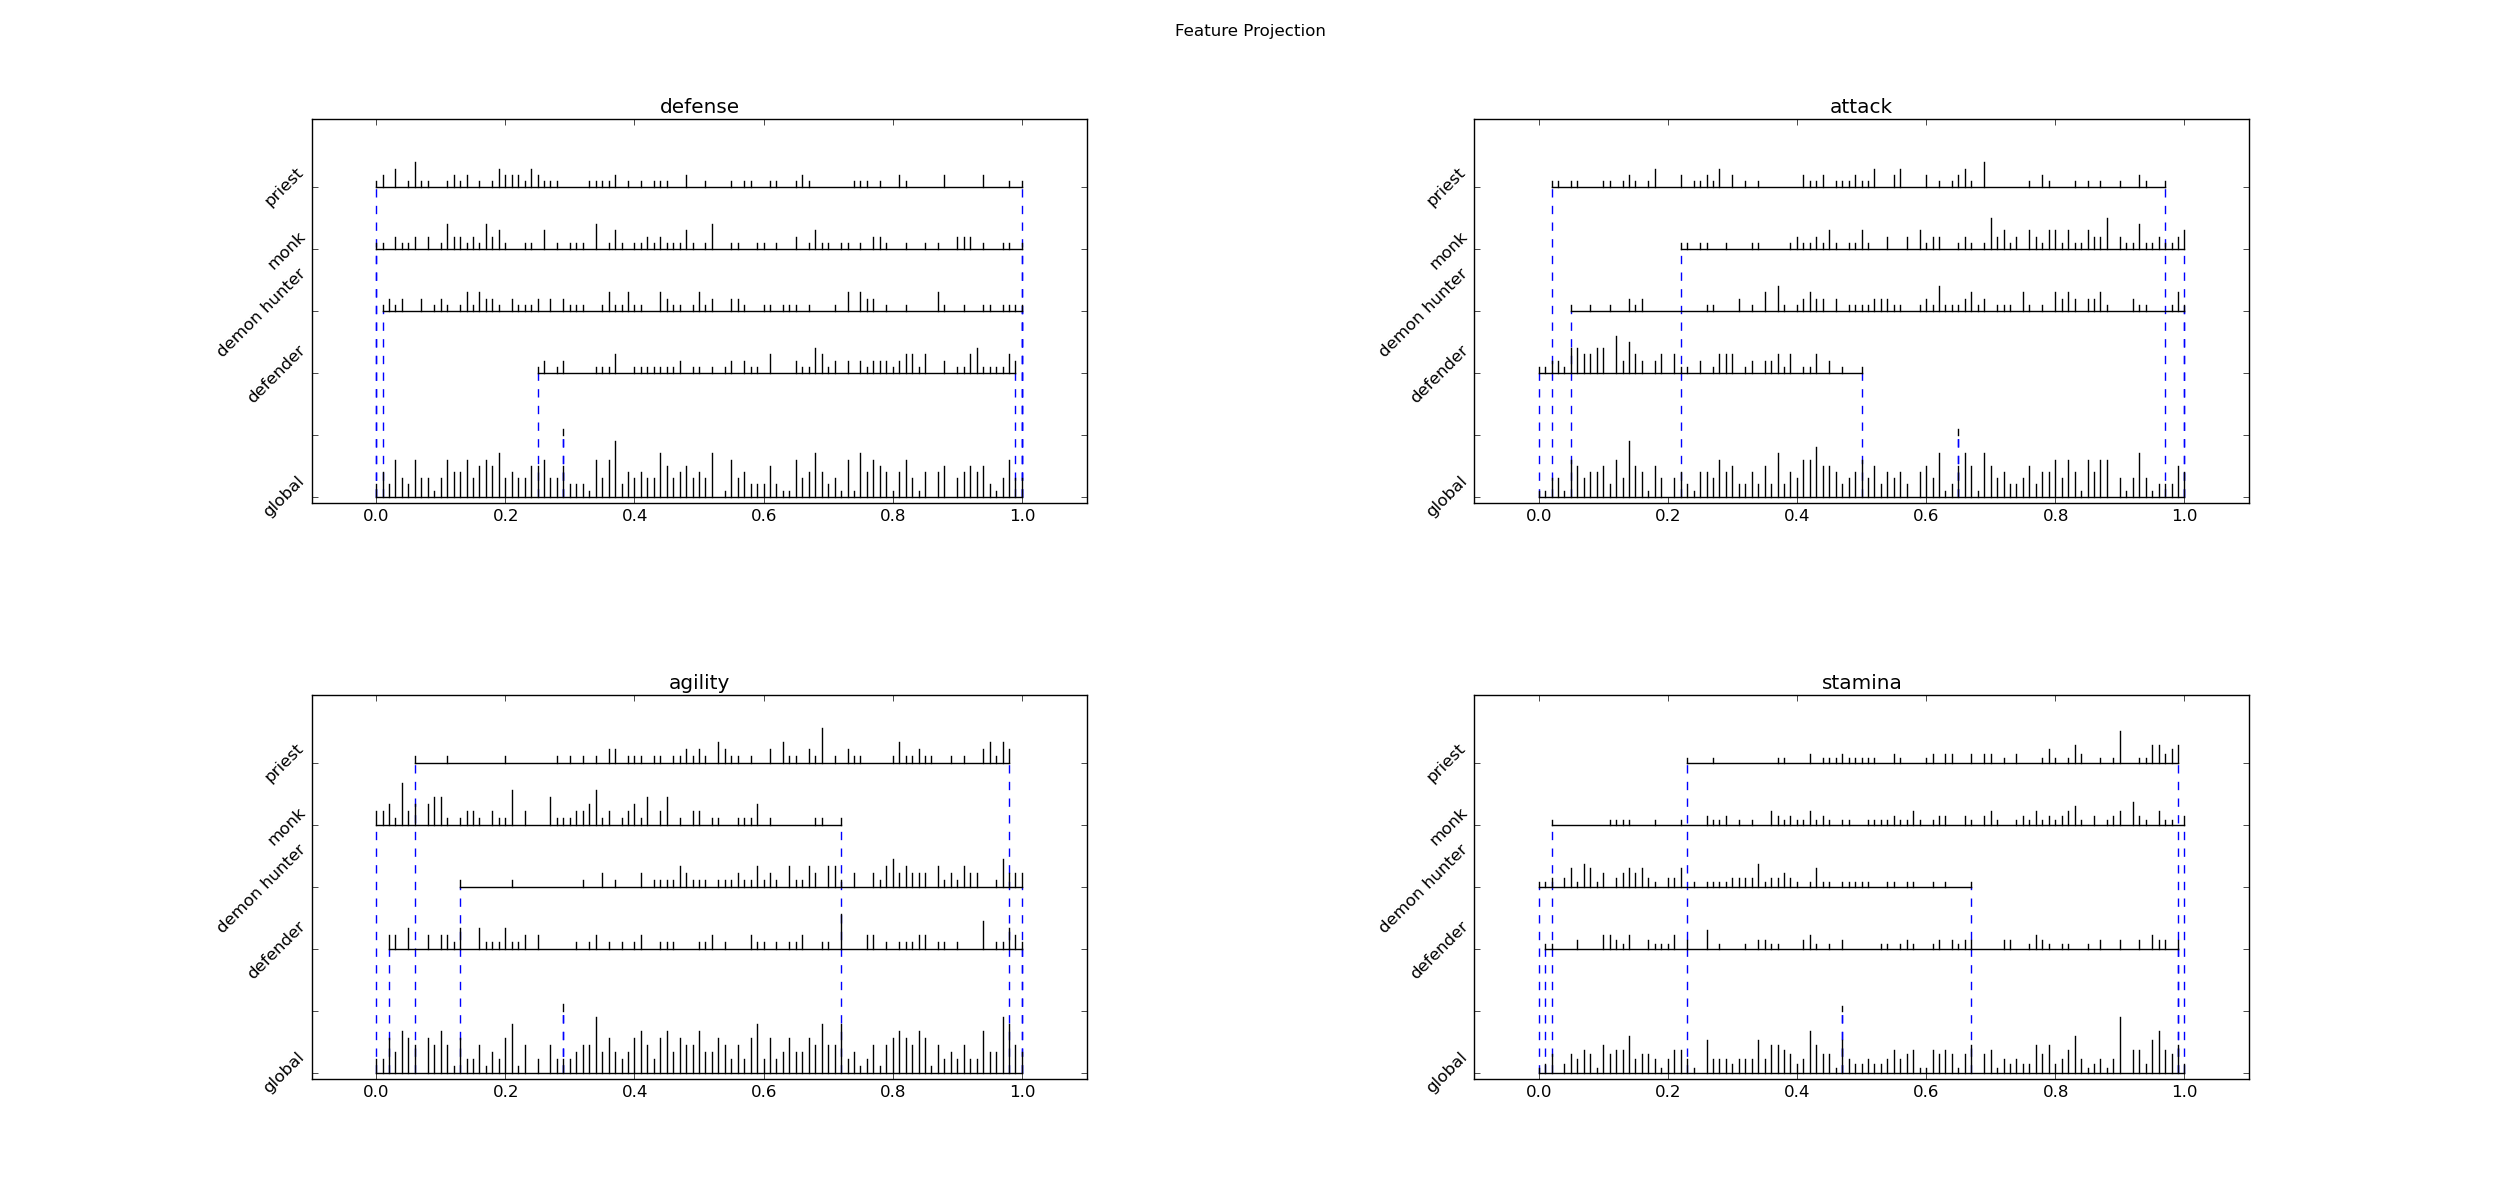 Feature Projection
defense
priest
monk
demon hunter
defender
global
0.0 0.2 0.4 0.6 0.8 1.0
attack
priest
monk
demon hunter
defender
global
0.0 0.2 0.4 0.6 0.8 1.0
agility
priest
monk
demon hunter
defender
global
0.0 0.2 0.4 0.6 0.8 1.0
stamina
priest
monk
demon hunter
defender
global
0.0 0.2 0.4 0.6 0.8 1.0